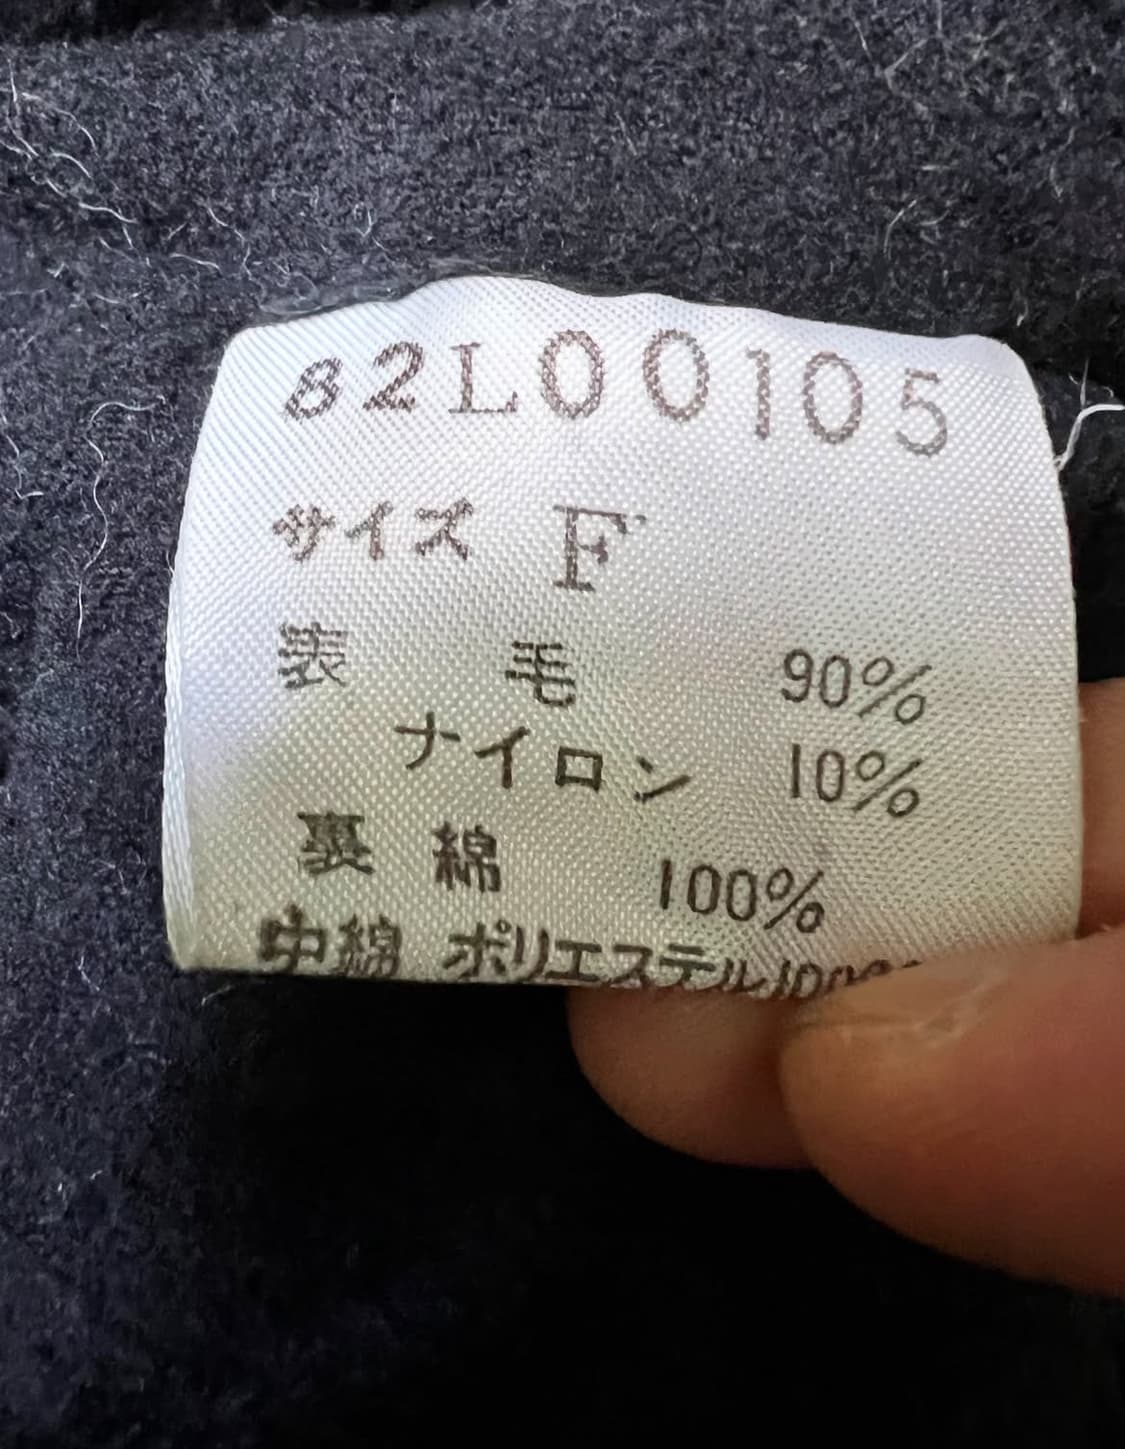 82L00105
サイズ F
表 毛 90%
ナイロン 10%
裏 綿 100%
中綿 ポリエステル